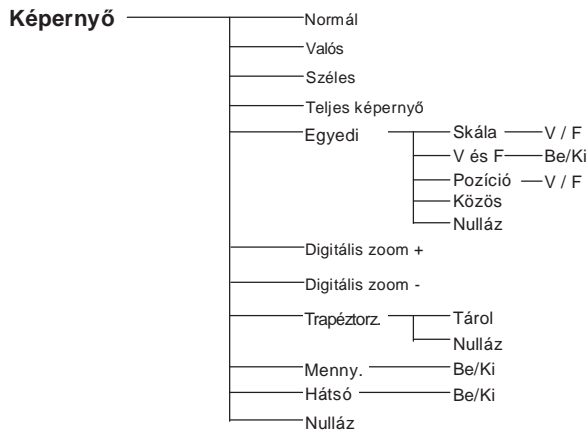 Képernyő Normál
Valós
Széles
Teljes képernyő
Egyedi Skála V / F
V és F Be/Ki
Pozíció V / F
Közös
Nulláz
Digitális zoom +
Digitális zoom -
Trapéztorz. Tárol
Nulláz
Menny. Be/Ki
Hátsó Be/Ki
Nulláz